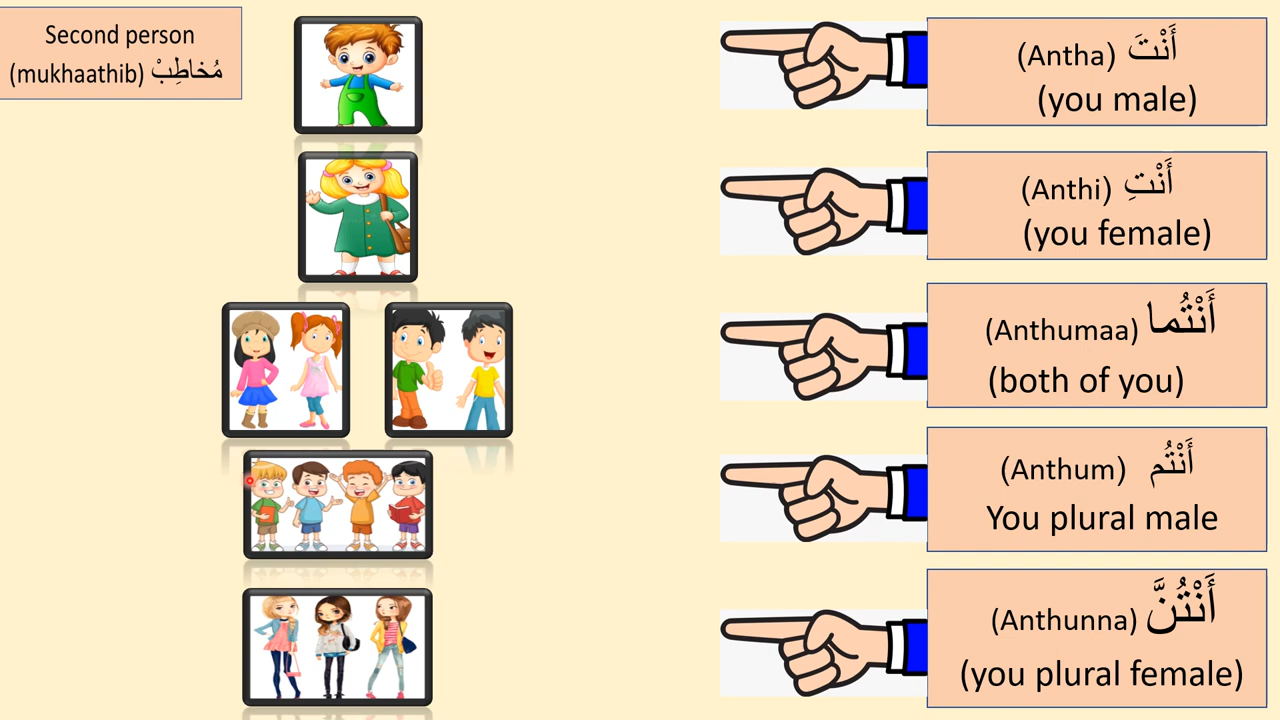 Second person
(mukhaathib) مُخاطِبْ
(Antha) أَنْتَ
(you male)
(Anthi) أَنْتِ
(you female)
(Anthumaa) أَنْتُما
(both of you)
(Anthum) أَنْتُم
You plural male
(Anthunna) أَنْتُنَّ
(you plural female)